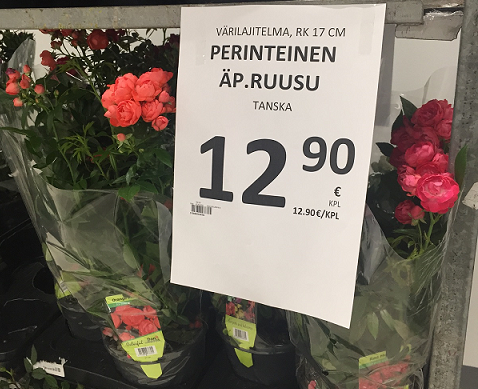 VÄRILAJITELMA, RK 17 CM
PERINTEINEN
ÄP.RUUSU
TANSKA
12 90
€
KPL
12.90€/KPL